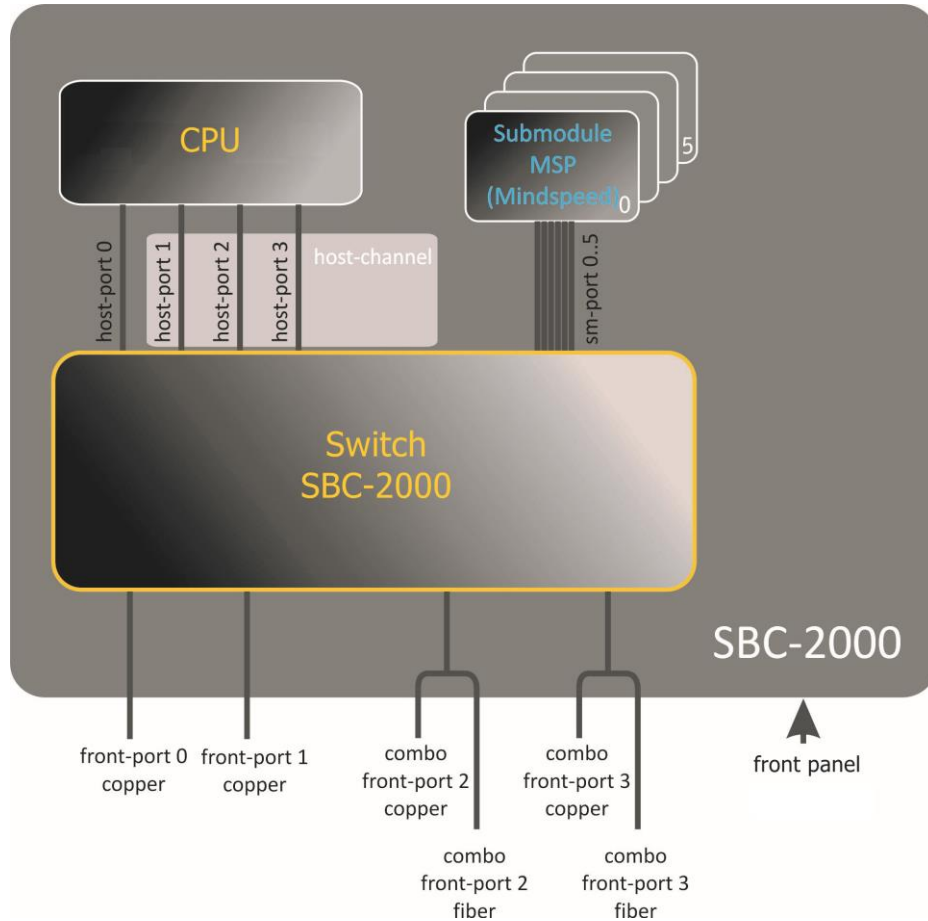 CPU
Submodule
MSP
(Mindspeed)
0
5
host-port 0
host-port 1
host-port 2
host-port 3
host-channel
sm-port 0..5
Switch
SBC-2000
SBC-2000
front-port 0
copper
front-port 1
copper
combo
front-port 2
copper
combo
front-port 3
copper
front panel
combo
front-port 2
fiber
combo
front-port 3
fiber